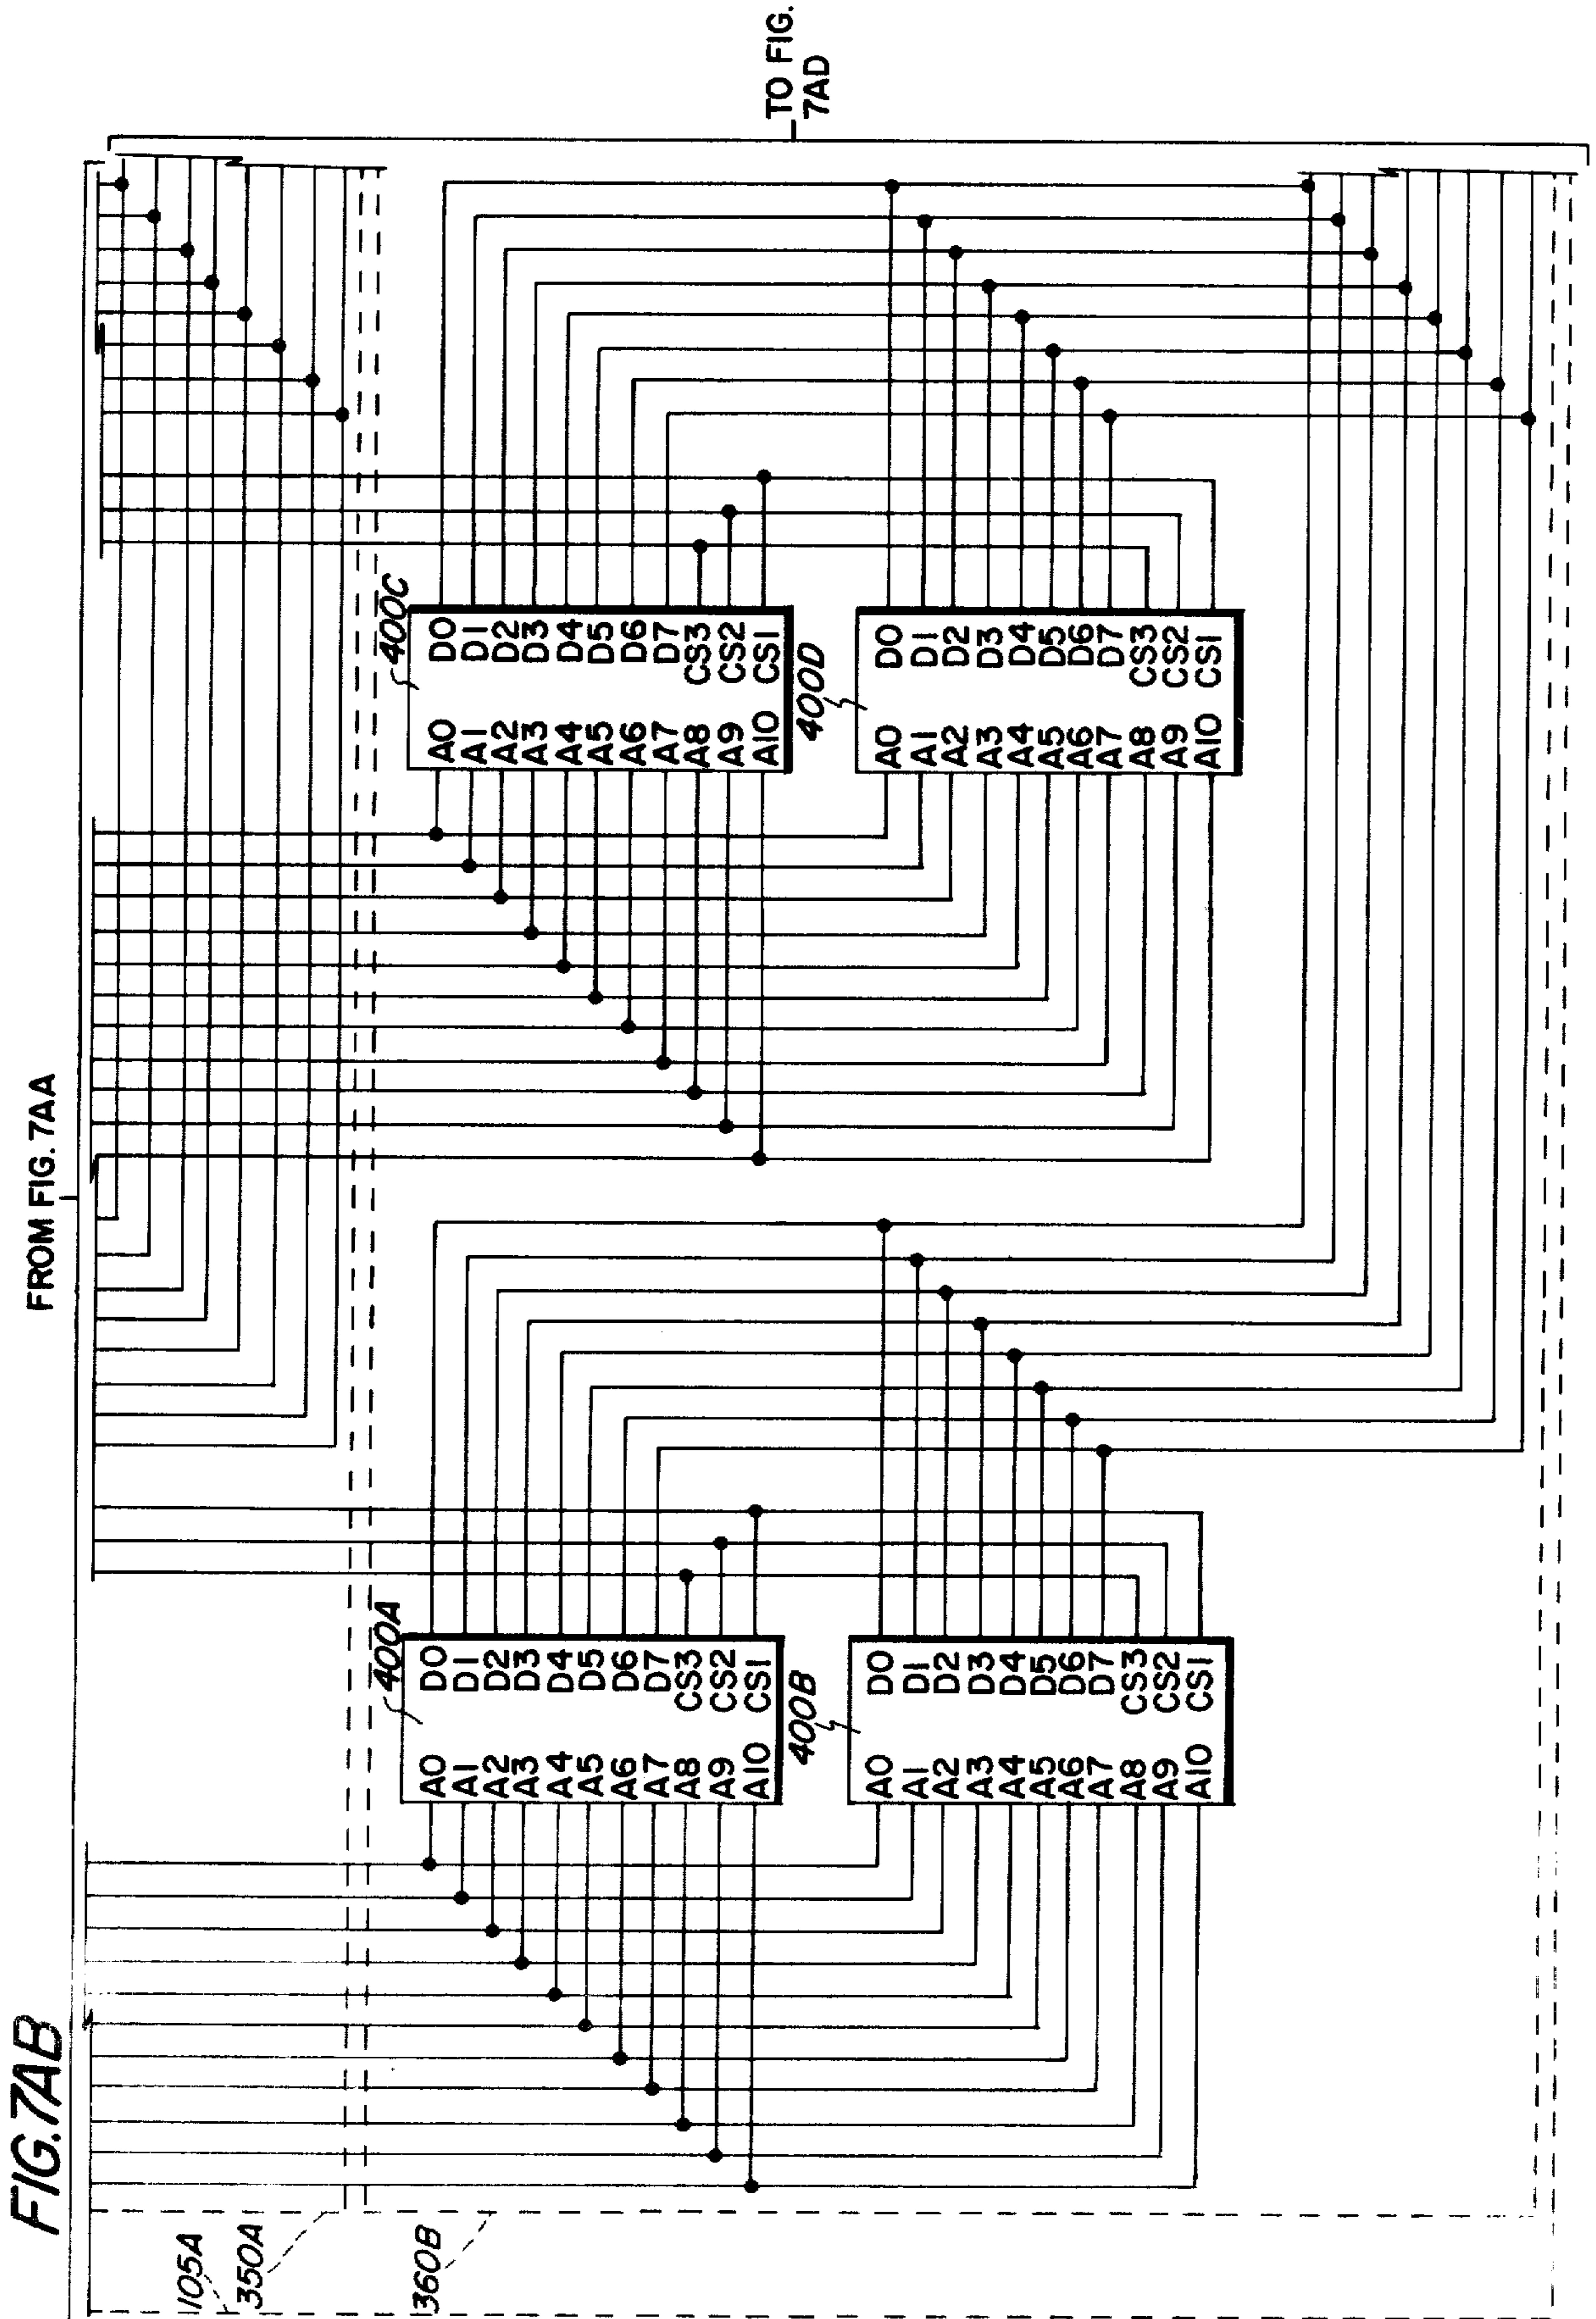 FIG.7AB
FROM FIG. 7AA
TO FIG.
7AD
105A
350A
360B
400A
A0 D0
A1 D1
A2 D2
A3 D3
A4 D4
A5 D5
A6 D6
A7 D7
A8 CS3
A9 CS2
A10 CS1
400B
A0 D0
A1 D1
A2 D2
A3 D3
A4 D4
A5 D5
A6 D6
A7 D7
A8 CS3
A9 CS2
A10 CS1
400C
A0 D0
A1 D1
A2 D2
A3 D3
A4 D4
A5 D5
A6 D6
A7 D7
A8 CS3
A9 CS2
A10 CS1
400D
A0 D0
A1 D1
A2 D2
A3 D3
A4 D4
A5 D5
A6 D6
A7 D7
A8 CS3
A9 CS2
A10 CS1